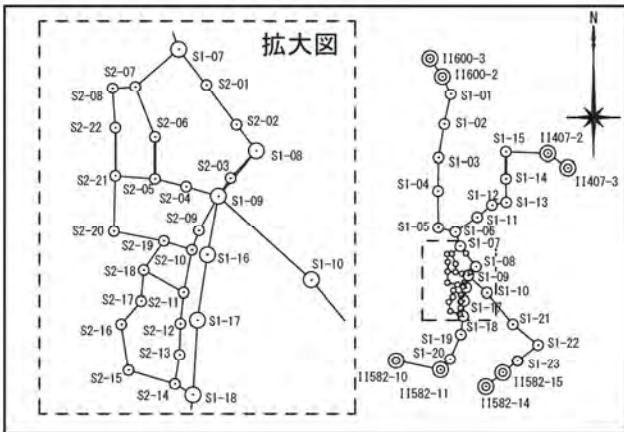 拡大図
S1-07
S2-07
S2-01
S2-08
S2-22
S2-06
S2-02
S1-08
S2-21
S2-05
S2-03
S2-04
S1-09
S2-20
S2-19
S2-09
S2-10
S1-16
S2-18
S1-10
S2-17
S2-11
S2-16
S2-12
S1-17
S2-13
S2-15
S2-14
S1-18
N
II600-3
II600-2
S1-01
S1-02
S1-15
II407-2
S1-03
II407-3
S1-14
S1-04
S1-12
S1-13
S1-11
S1-05
S1-06
S1-07
S1-08
S1-09
S1-10
S1-17
S1-18
S1-21
S1-19
S1-22
S1-20
S1-23
II582-10
II582-11
II582-15
II582-14